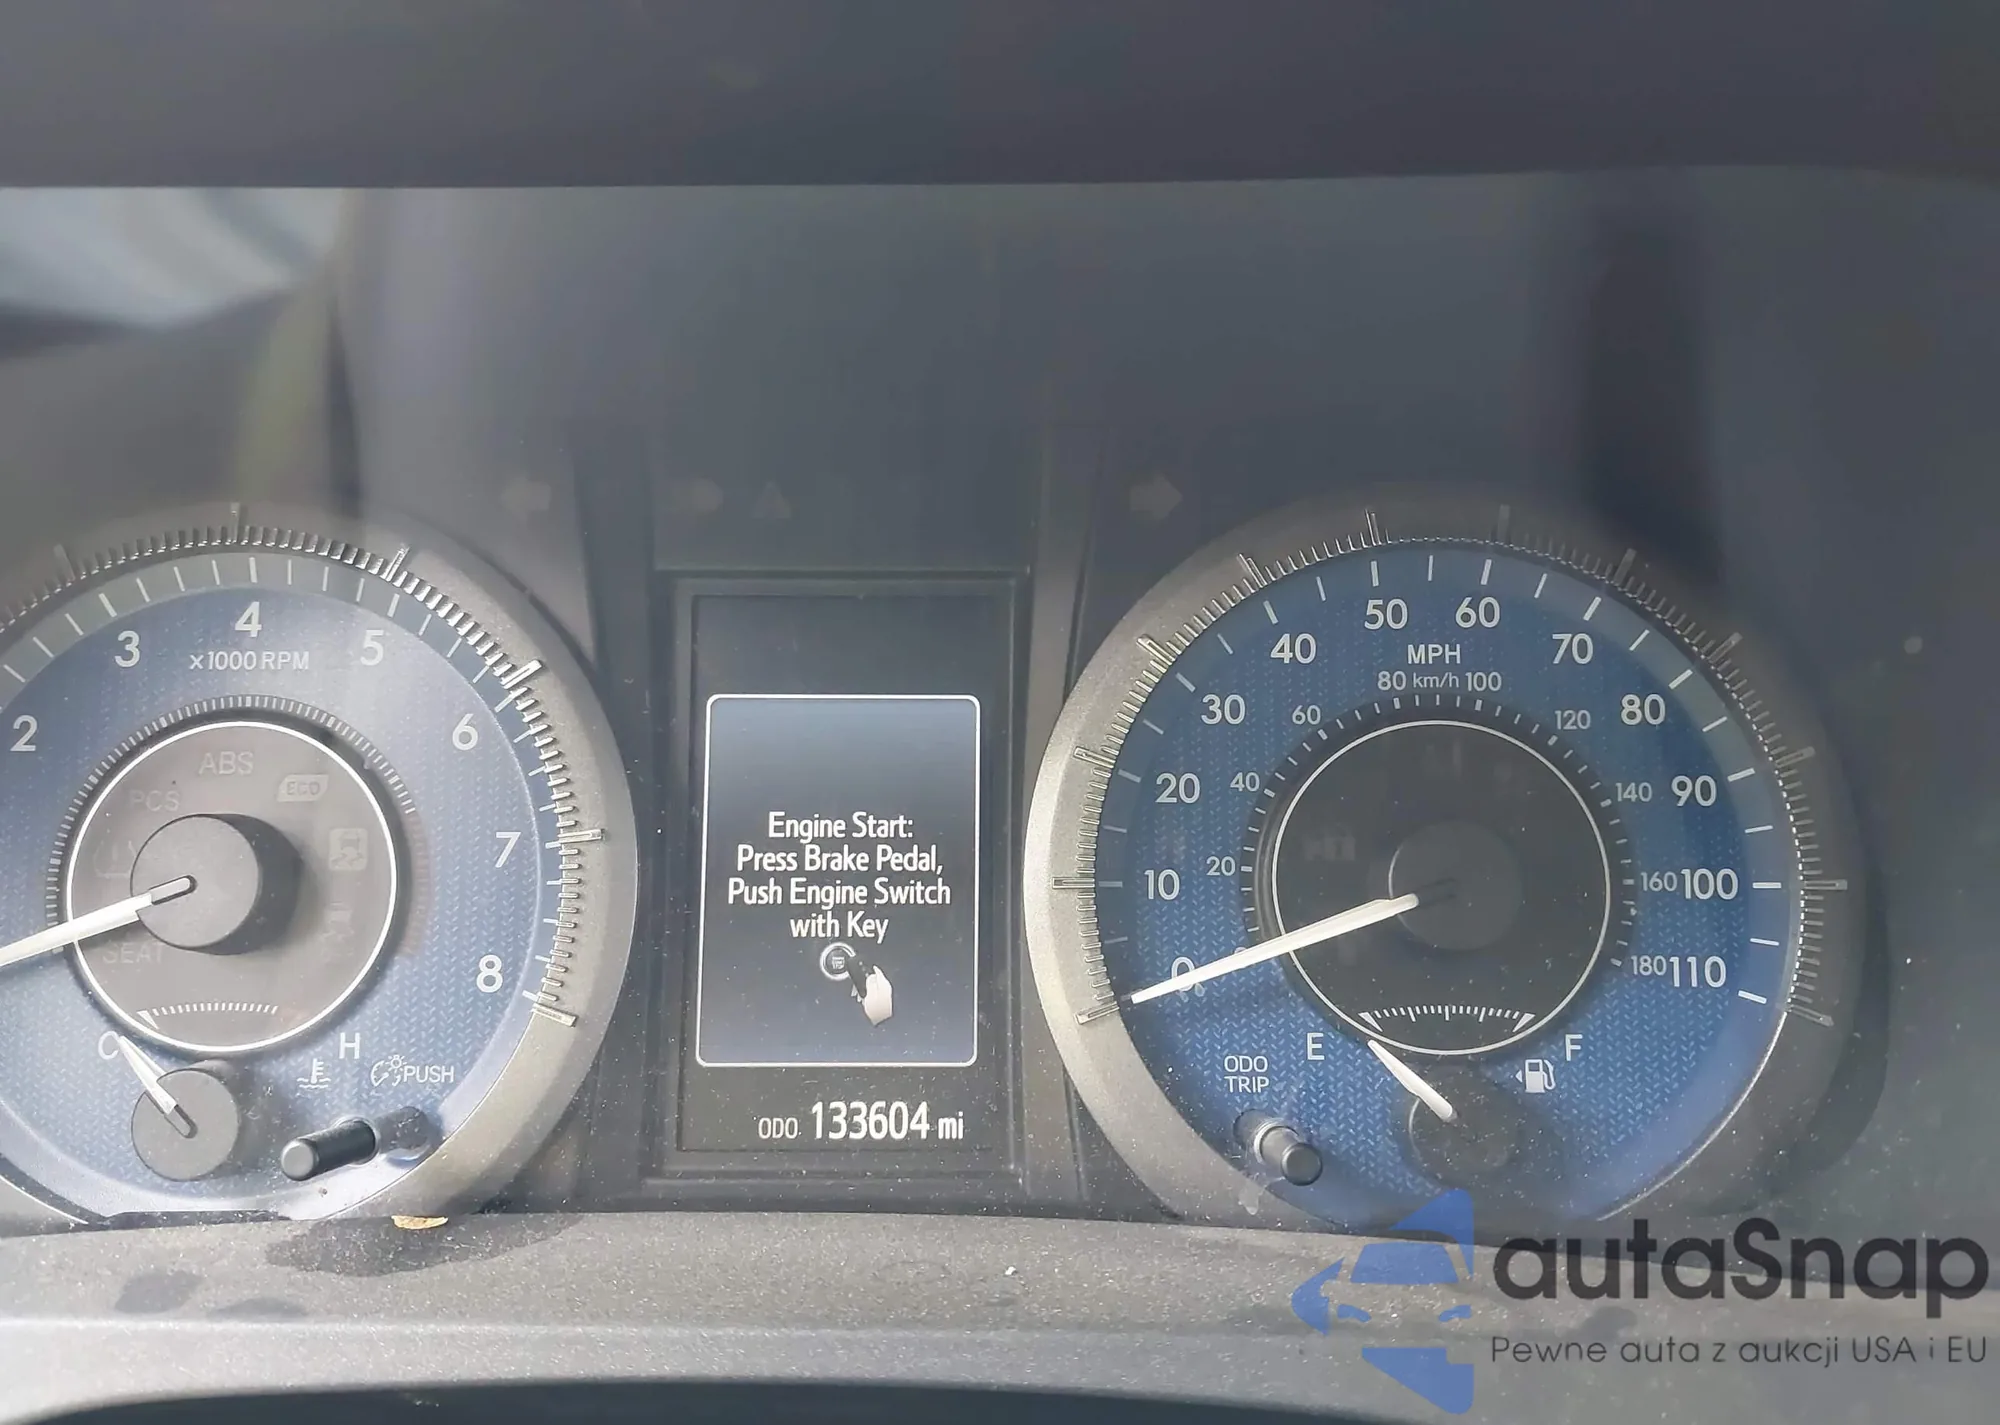 2
3
4
5
6
7
8
x1000 RPM
ABS
PCS
ECO
SEAT
C
H
PUSH
Engine Start:
Press Brake Pedal,
Push Engine Switch
with Key
ODO 133604 mi
0
10
20
30
40
50
60
70
80
90
100
110
MPH
80 km/h 100
20
40
60
120
140
160
180
E
F
ODO
TRIP
autaSnap
Pewne auta z aukcji USA i EU